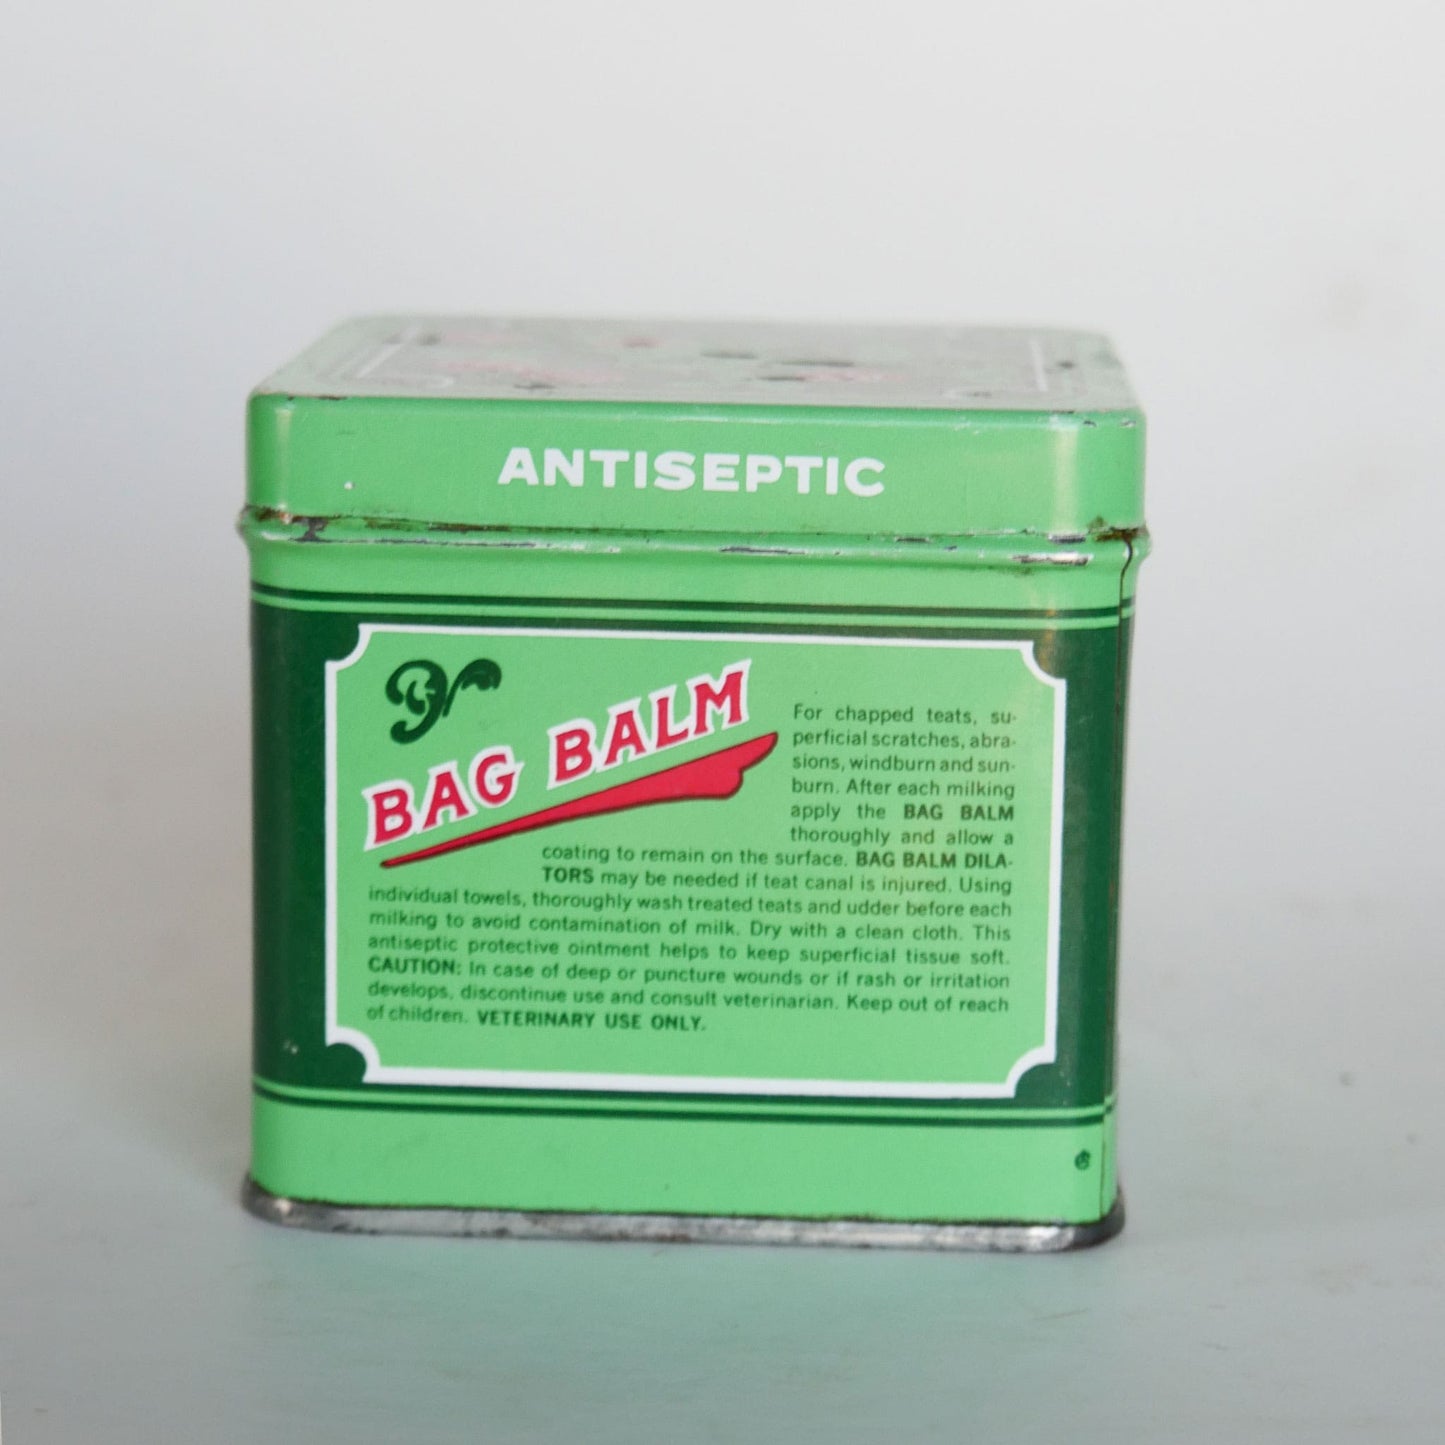 ANTISEPTIC
BAG BALM
For chapped teats, su-
perficial scratches, abra-
sions, windburn and sun-
burn. After each milking
apply the BAG BALM
thoroughly and allow a
coating to remain on the surface. BAG BALM DILA-
TORS may be needed if teat canal is injured. Using
individual towels, thoroughly wash treated teats and udder before each
milking to avoid contamination of milk. Dry with a clean cloth. This
antiseptic protective ointment helps to keep superficial tissue soft.
CAUTION: In case of deep or puncture wounds or if rash or irritation
develops, discontinue use and consult veterinarian. Keep out of reach
of children. VETERINARY USE ONLY.